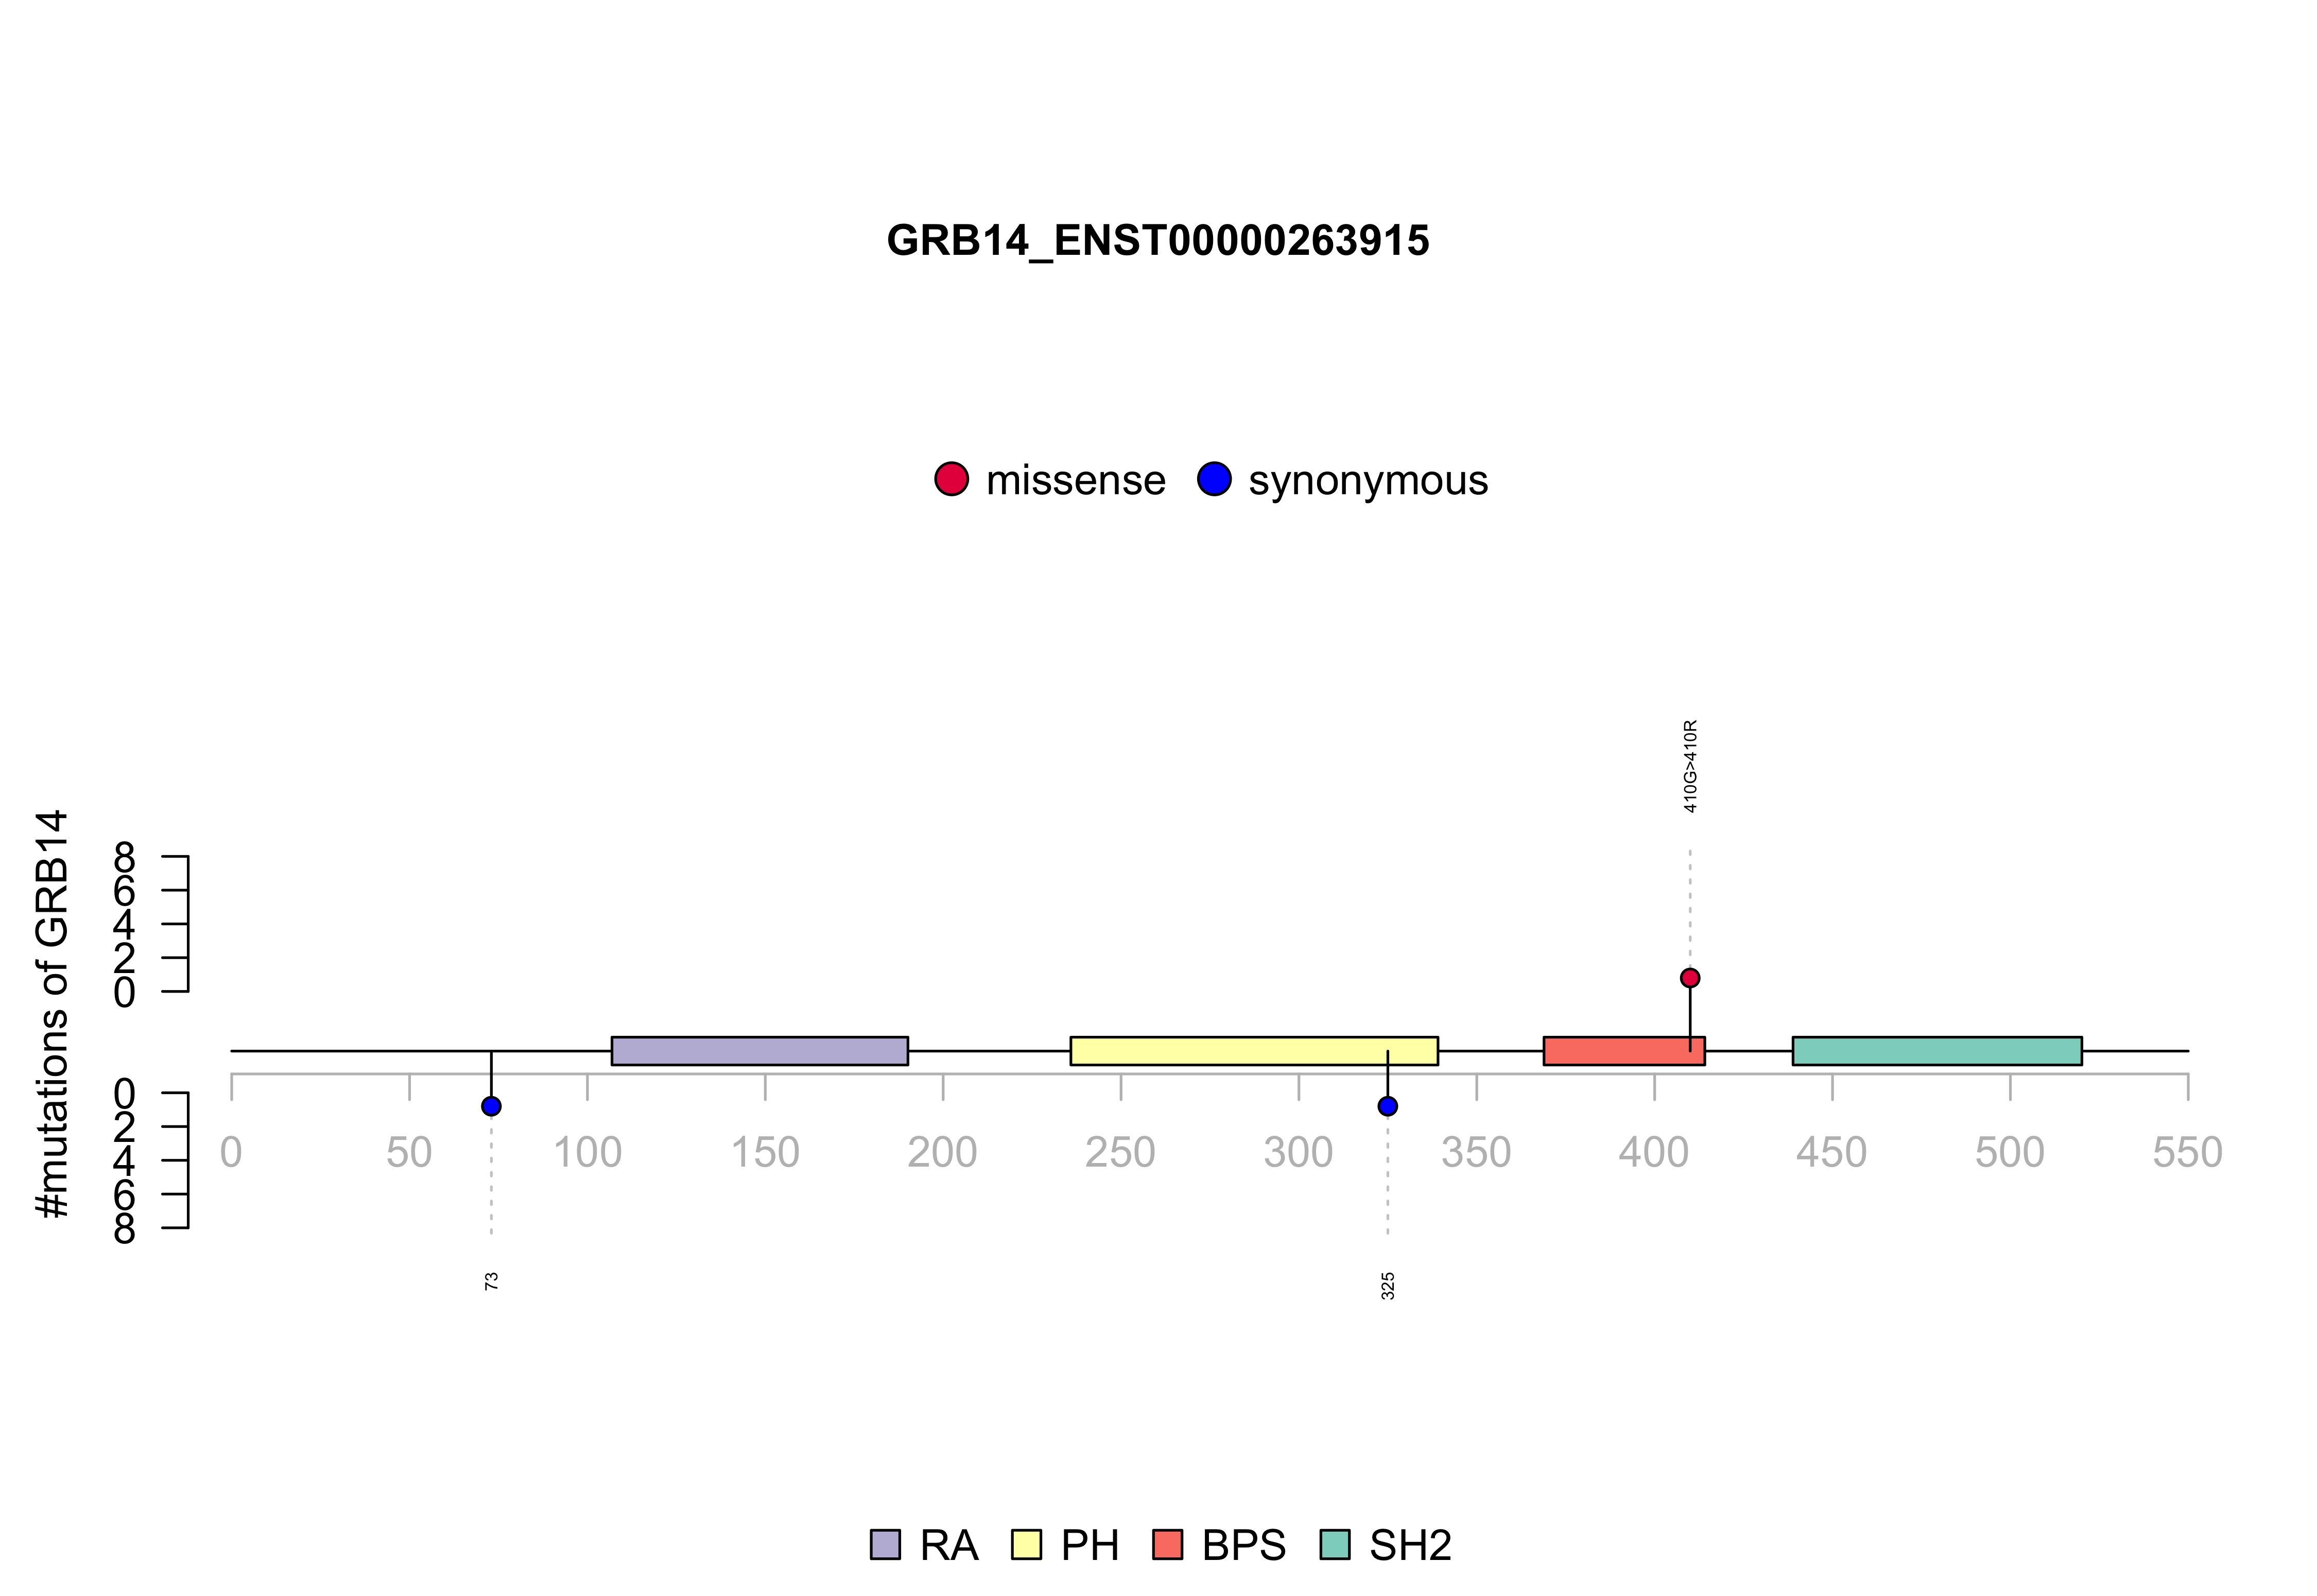 GRB14_ENST00000263915
missense synonymous
410G>410R
#mutations of GRB14
8
6
4
2
0
0
2
4
6
8
0 50 100 150 200 250 300 350 400 450 500 550
73 325
RA PH BPS SH2